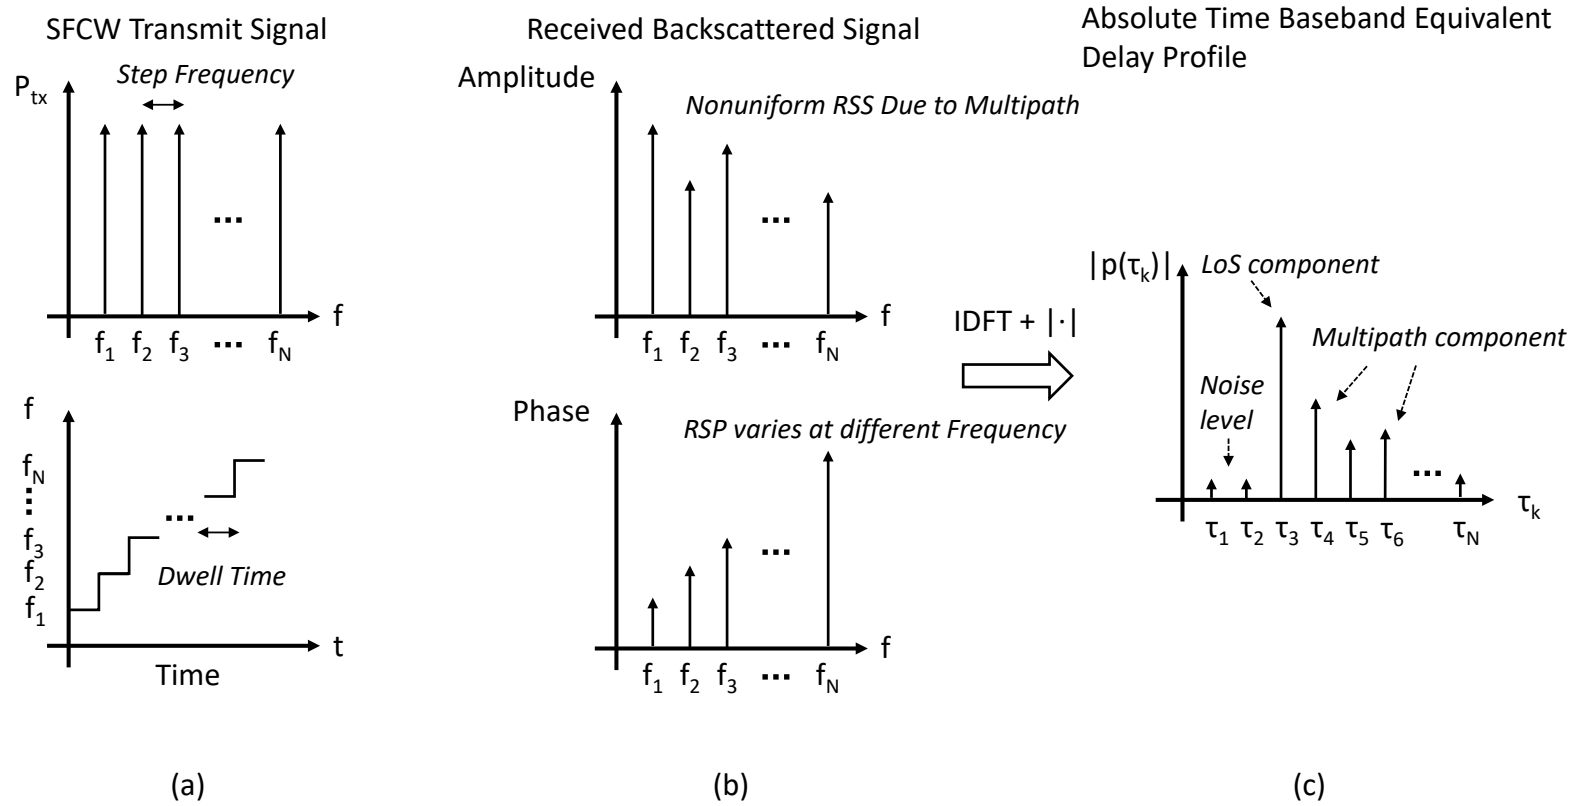 SFCW Transmit Signal
Step Frequency
Ptx
...
f
f1 f2 f3 ... fN
f
fN
...
f3
f2
f1
...
Dwell Time
t
Time
(a)
Received Backscattered Signal
Amplitude
Nonuniform RSS Due to Multipath
...
f
f1 f2 f3 ... fN
Phase
RSP varies at different Frequency
...
f
f1 f2 f3 ... fN
(b)
IDFT + |·|
Absolute Time Baseband Equivalent
Delay Profile
|p(τk)|
LoS component
Multipath component
Noise
level
...
τk
τ1 τ2 τ3 τ4 τ5 τ6 τN
(c)